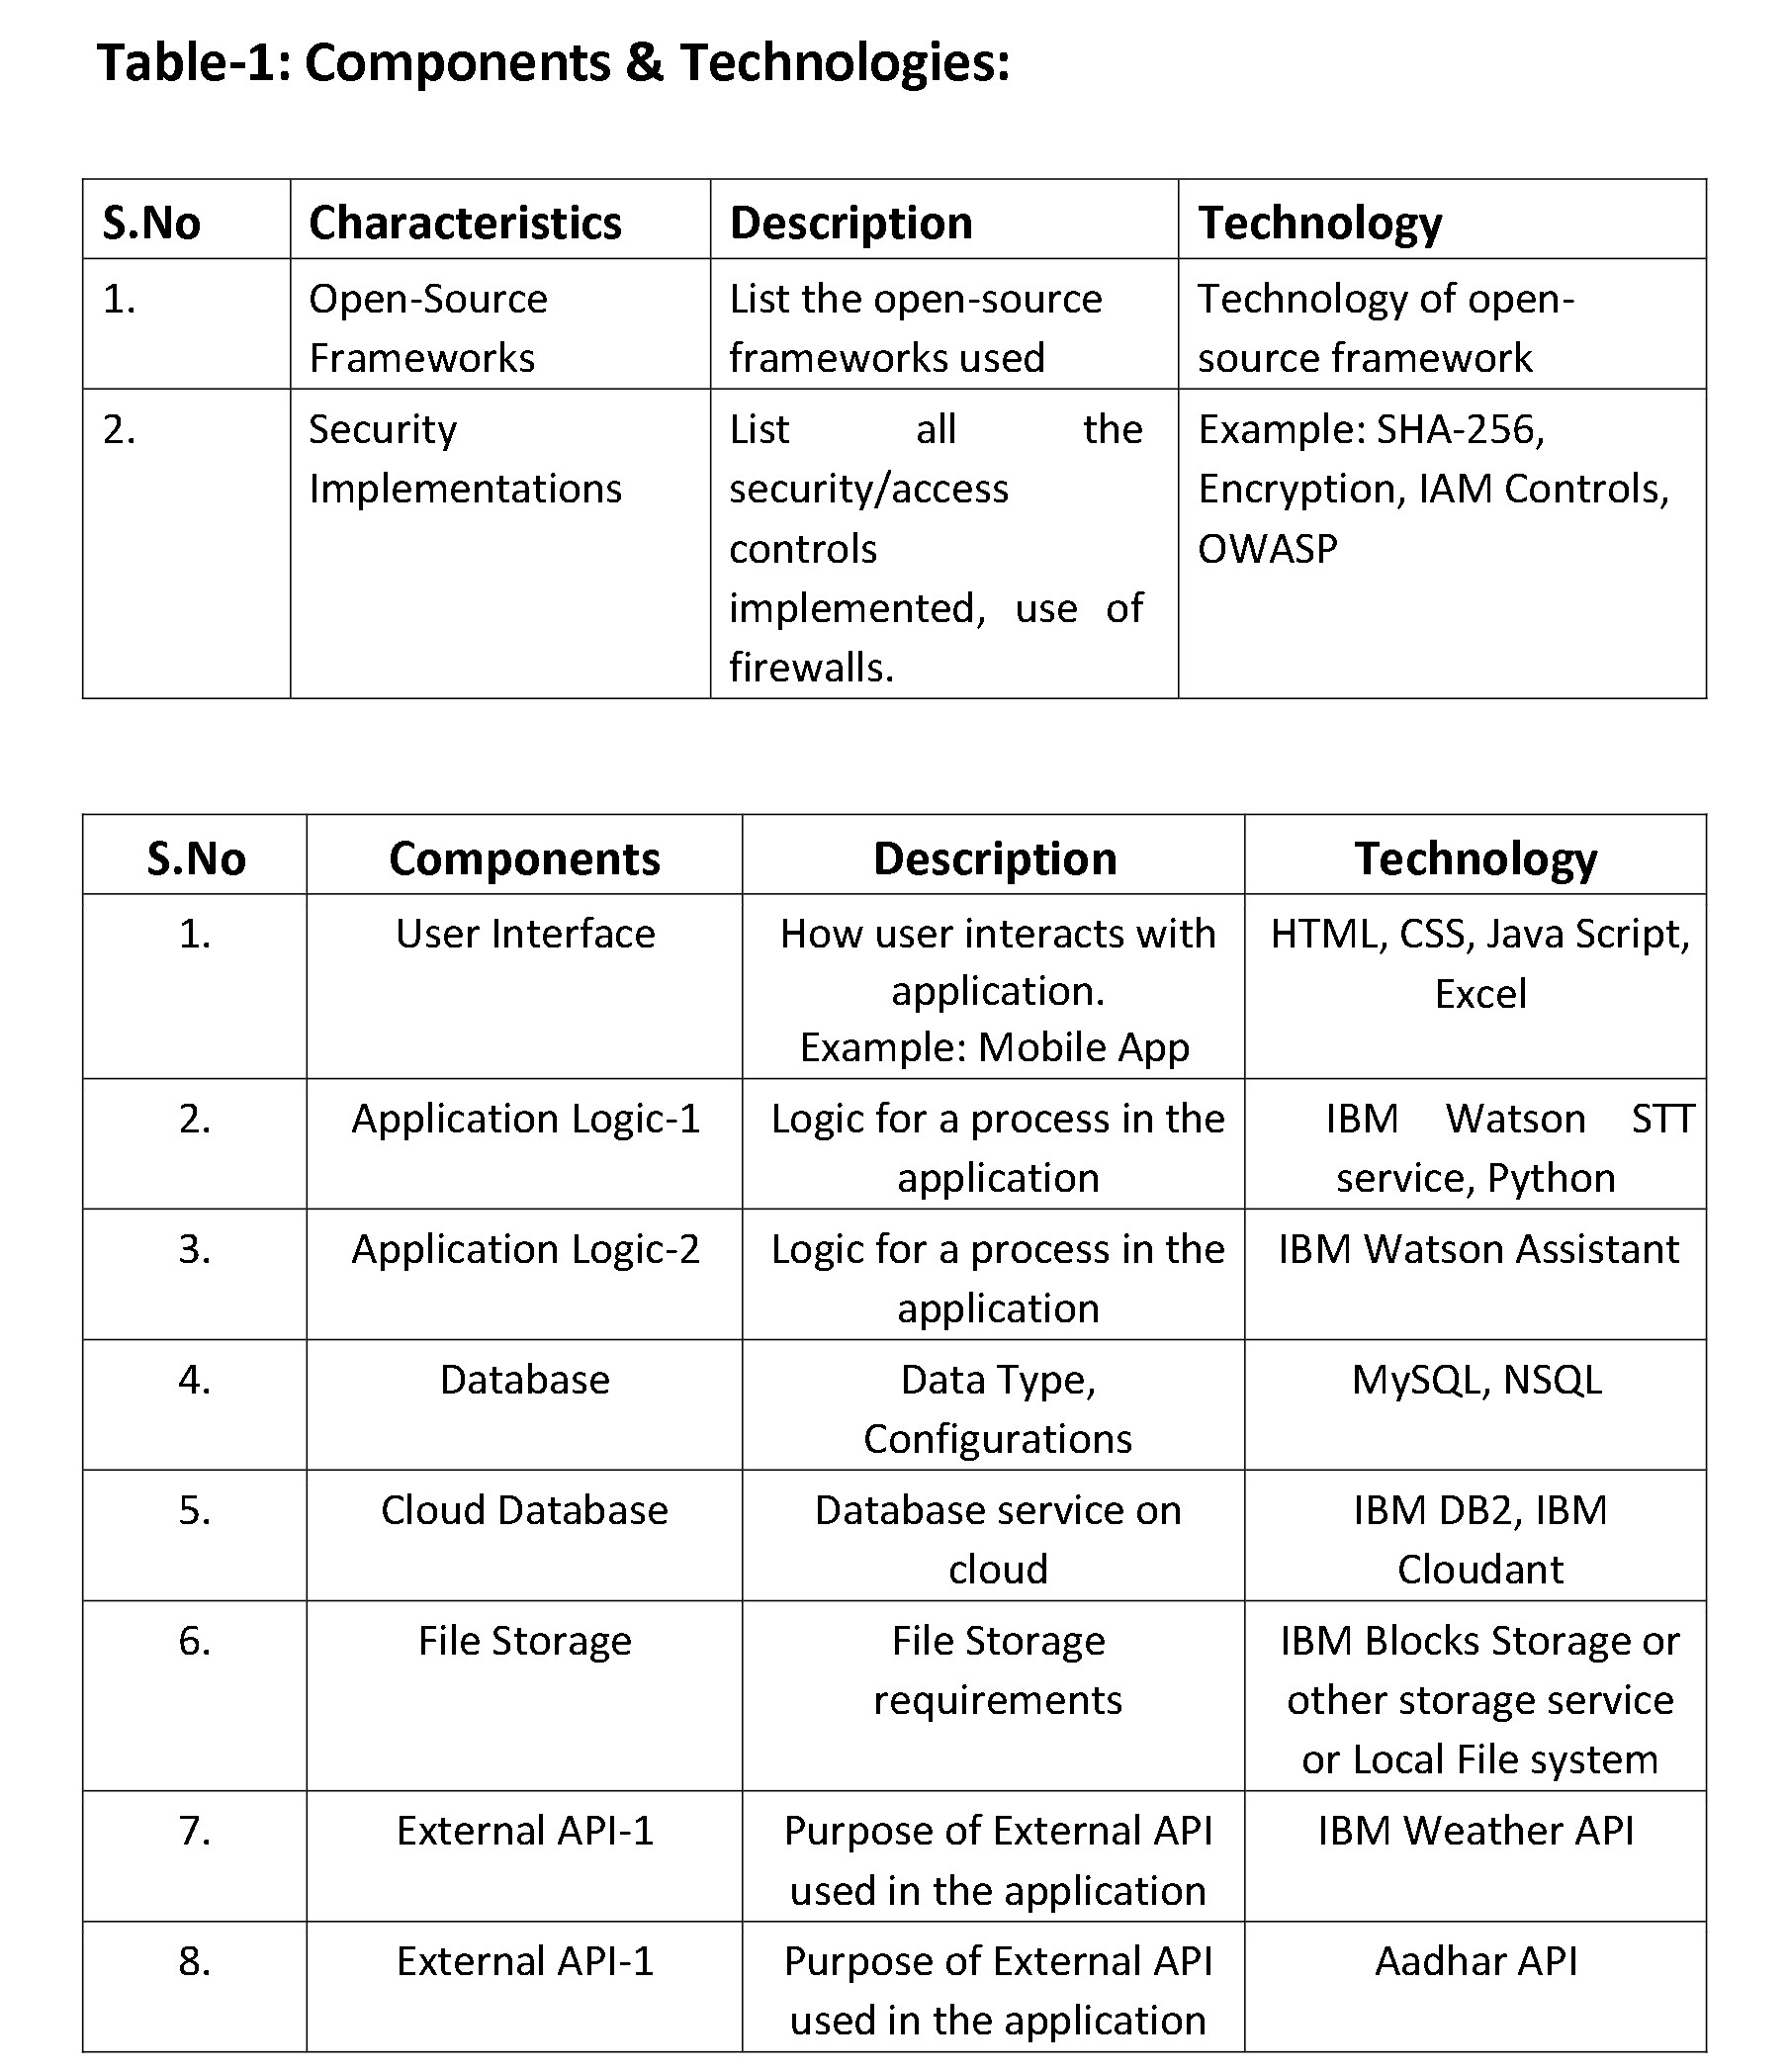 Table-1: Components & Technologies:
S.No Characteristics Description Technology
1. Open-Source List the open-source Technology of open-
Frameworks frameworks used source framework
2. Security List all the Example: SHA-256,
Implementations security/access Encryption, IAM Controls,
controls OWASP
implemented, use of
firewalls.
S.No Components Description Technology
1. User Interface How user interacts with HTML, CSS, Java Script,
application. Excel
Example: Mobile App
2. Application Logic-1 Logic for a process in the IBM Watson STT
application service, Python
3. Application Logic-2 Logic for a process in the IBM Watson Assistant
application
4. Database Data Type, MySQL, NSQL
Configurations
5. Cloud Database Database service on IBM DB2, IBM
cloud Cloudant
6. File Storage File Storage IBM Blocks Storage or
requirements other storage service
or Local File system
7. External API-1 Purpose of External API IBM Weather API
used in the application
8. External API-1 Purpose of External API Aadhar API
used in the application